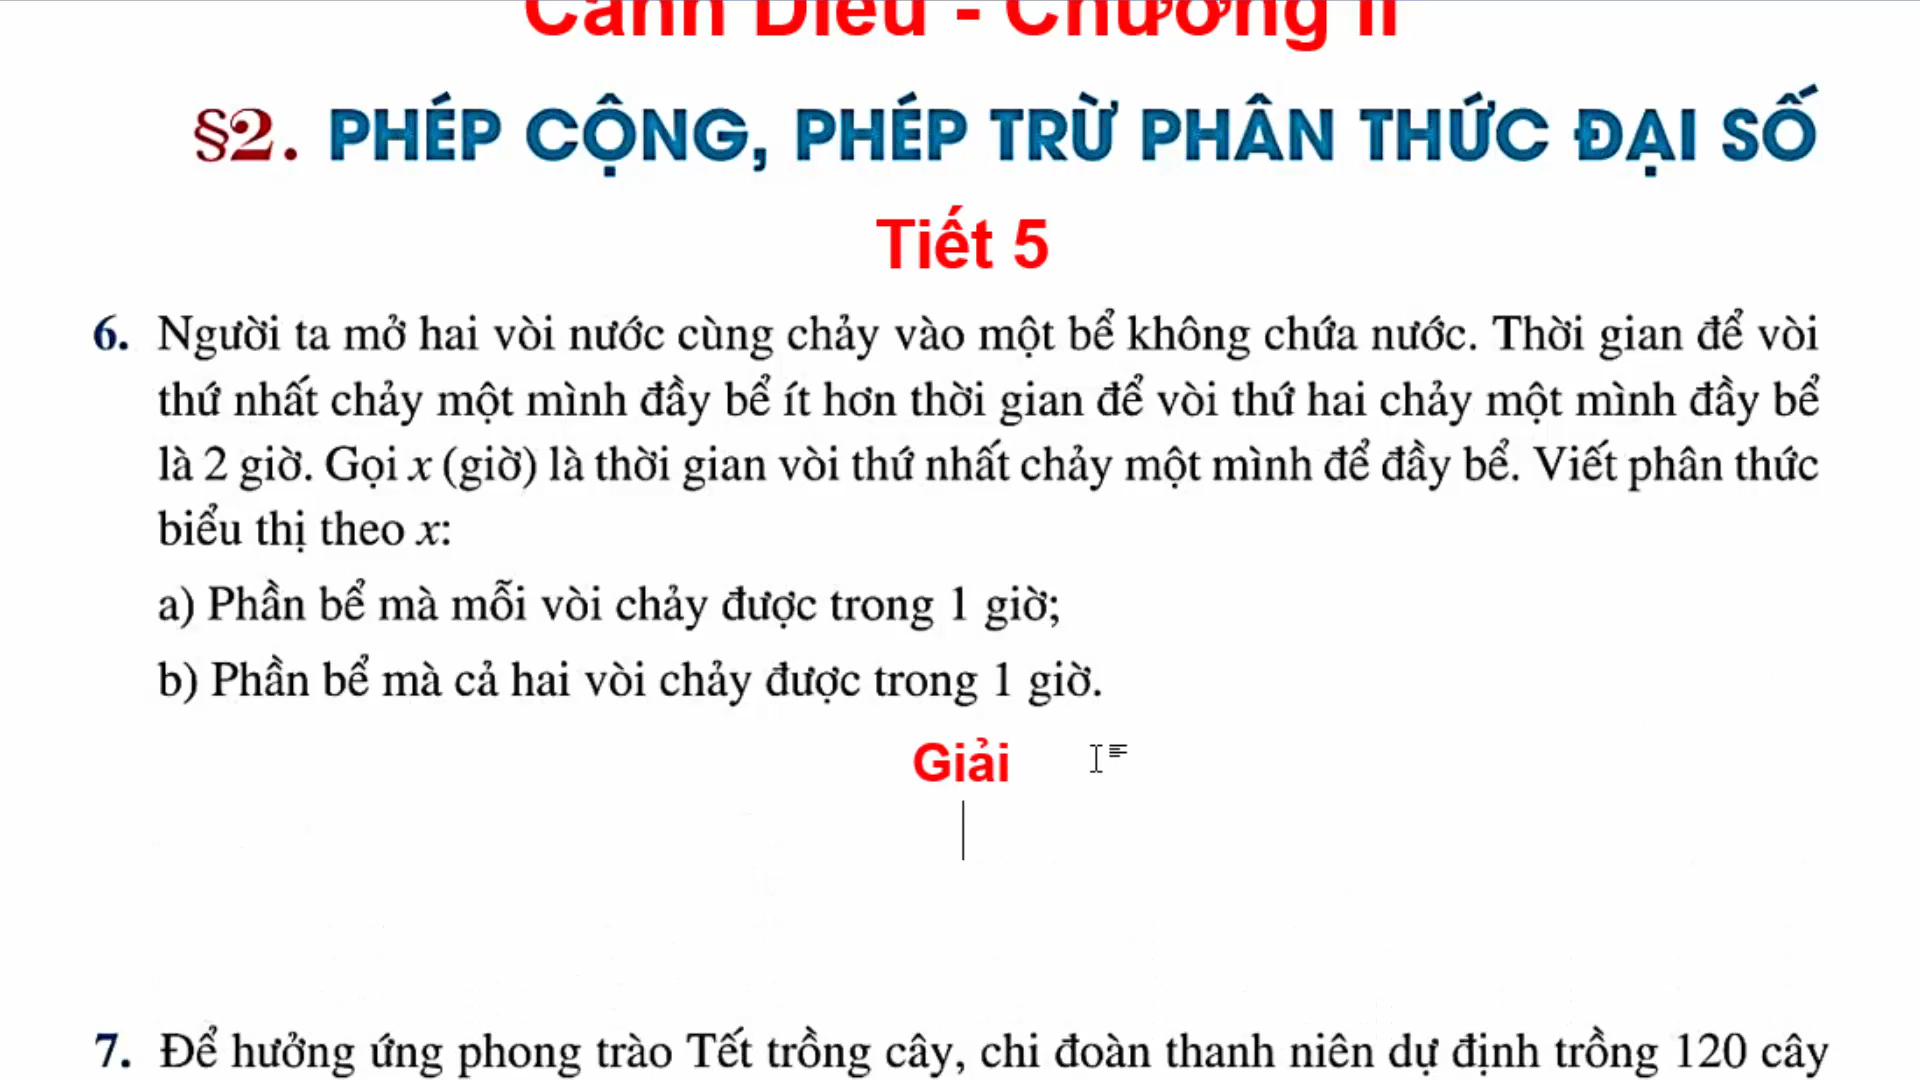 Cánh Diều - Chương II
§2. PHÉP CỘNG, PHÉP TRỪ PHÂN THỨC ĐẠI SỐ
Tiết 5
6. Người ta mở hai vòi nước cùng chảy vào một bể không chứa nước. Thời gian để vòi
thứ nhất chảy một mình đầy bể ít hơn thời gian để vòi thứ hai chảy một mình đầy bể
là 2 giờ. Gọi x (giờ) là thời gian vòi thứ nhất chảy một mình để đầy bể. Viết phân thức
biểu thị theo x:
a) Phần bể mà mỗi vòi chảy được trong 1 giờ;
b) Phần bể mà cả hai vòi chảy được trong 1 giờ.
Giải
7. Để hưởng ứng phong trào Tết trồng cây, chi đoàn thanh niên dự định trồng 120 cây